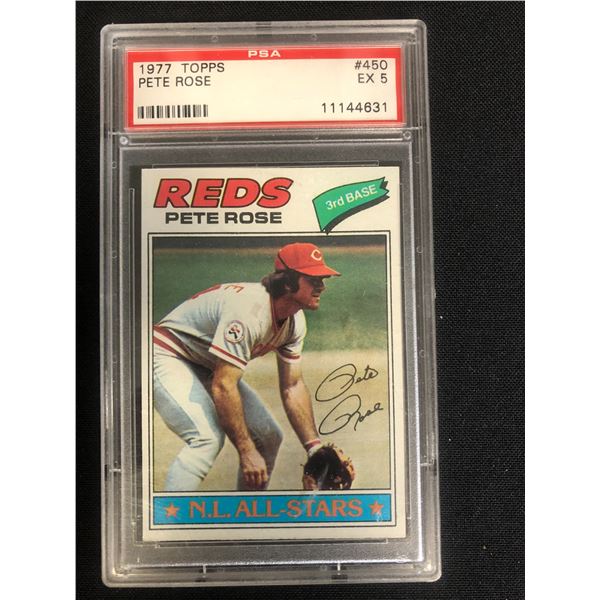 PSA
1977 TOPPS #450
PETE ROSE EX 5
11144631
REDS
PETE ROSE
3rd BASE
C
Pete
Rose
★ N.L. ALL-STARS ★